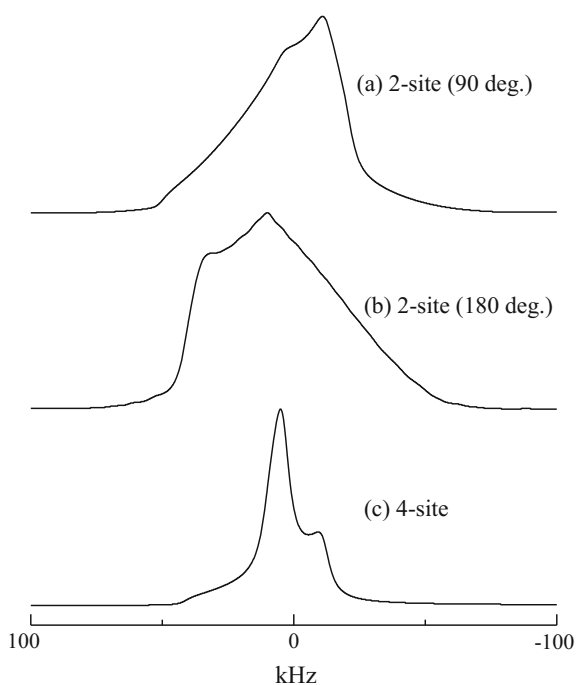 (a) 2-site (90 deg.)
(b) 2-site (180 deg.)
(c) 4-site
100 0 -100
kHz